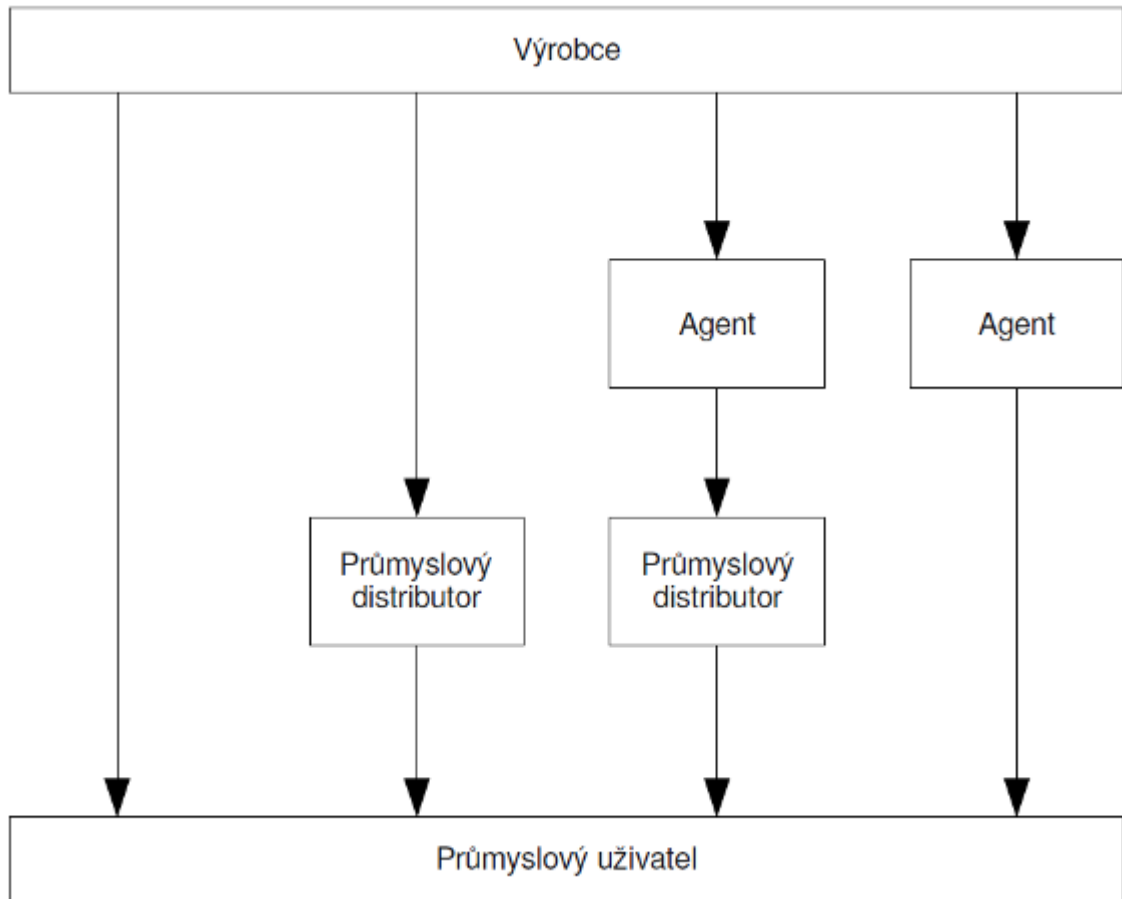 Výrobce
Agent
Agent
Průmyslový
distributor
Průmyslový
distributor
Průmyslový uživatel